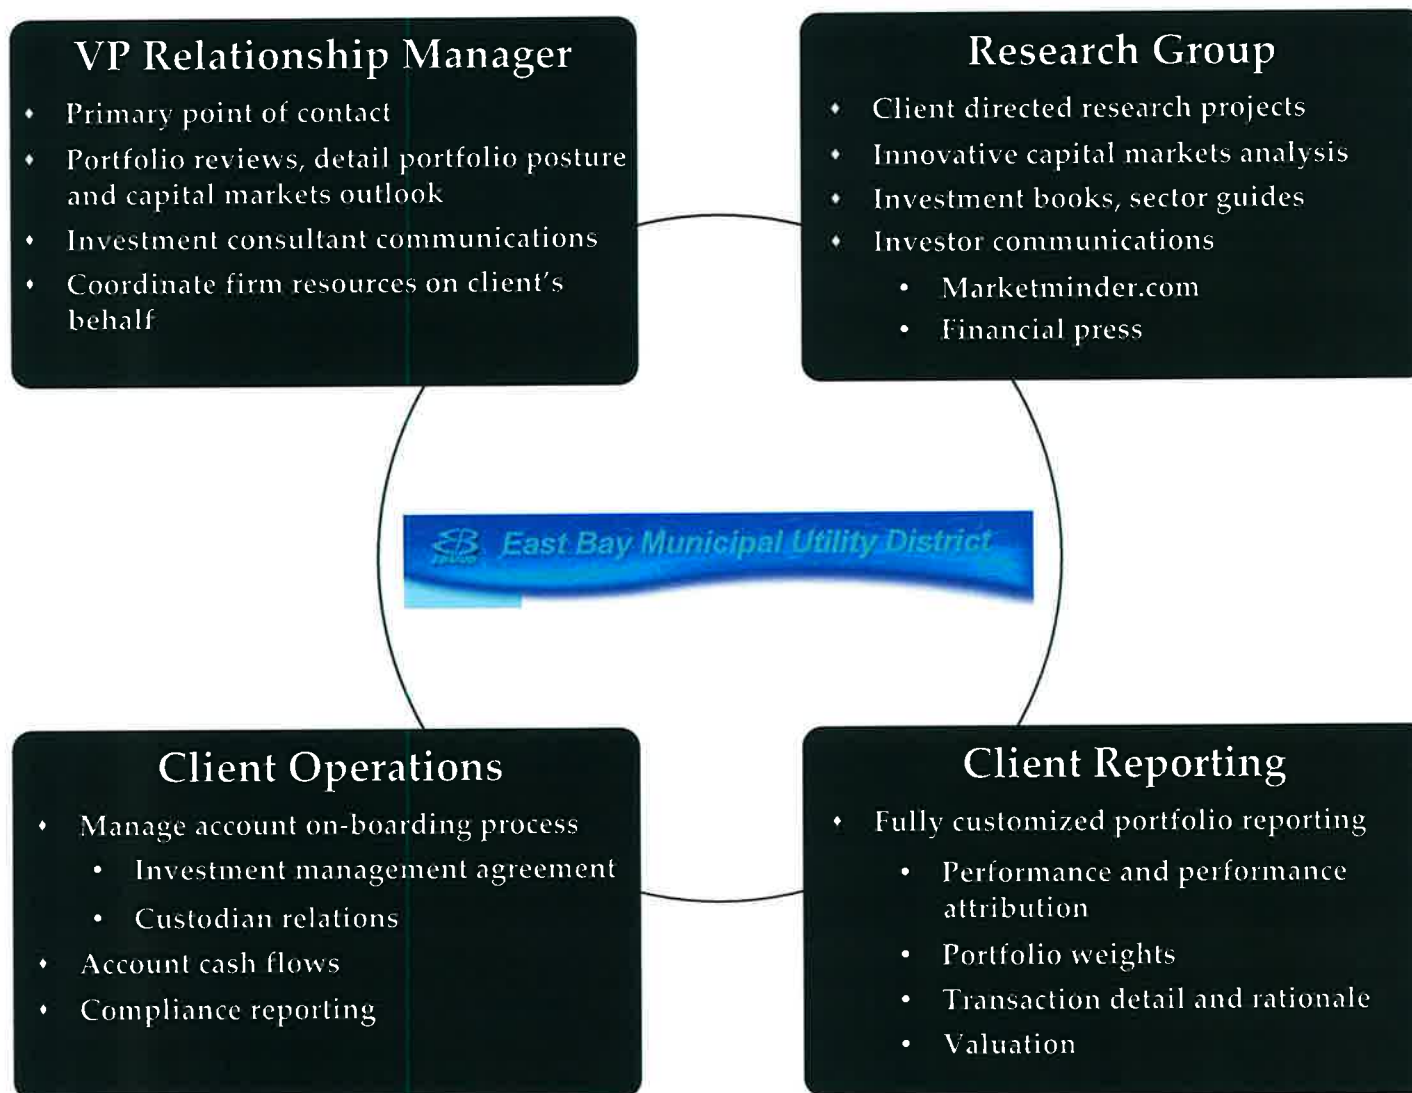 VP Relationship Manager
• Primary point of contact
• Portfolio reviews, detail portfolio posture
and capital markets outlook
• Investment consultant communications
• Coordinate firm resources on client's
behalf
Research Group
• Client directed research projects
• Innovative capital markets analysis
• Investment books, sector guides
• Investor communications
• Marketminder.com
• Financial press
East Bay Municipal Utility District
Client Operations
• Manage account on-boarding process
• Investment management agreement
• Custodian relations
• Account cash flows
• Compliance reporting
Client Reporting
• Fully customized portfolio reporting
• Performance and performance
attribution
• Portfolio weights
• Transaction detail and rationale
• Valuation